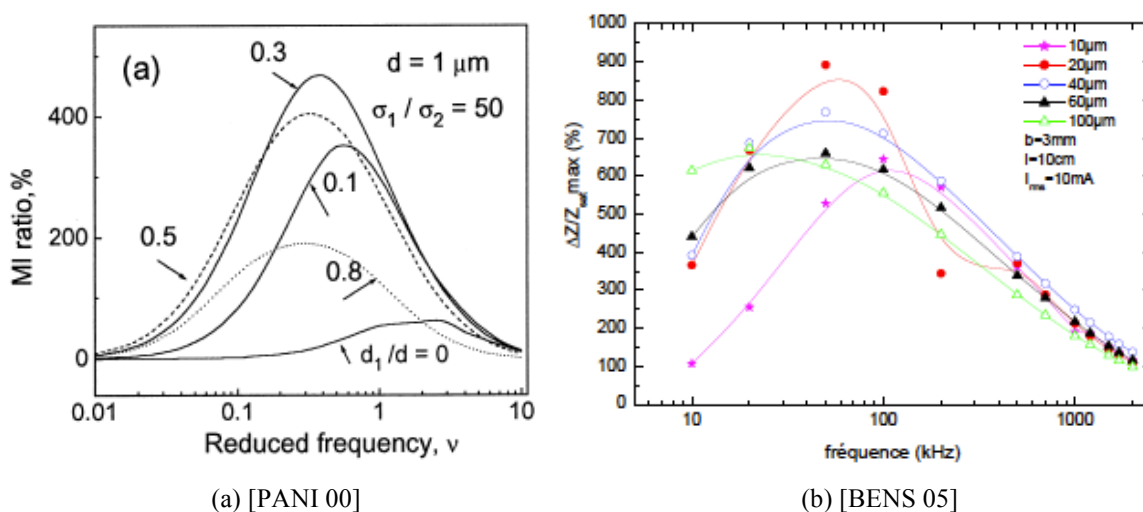 (a)
d = 1 μm
σ₁ / σ₂ = 50
0.3
0.1
0.5
0.8
d₁/d = 0
MI ratio,%
400
200
0
0.01
0.1
1
10
Reduced frequency, ν
(a) [PANI 00]
ΔZ/Z_sat max (%)
1000
900
800
700
600
500
400
300
200
100
0
10
100
1000
fréquence (kHz)
10µm
20µm
40µm
60µm
100µm
b=3mm
l=10cm
I_rms=10mA
(b) [BENS 05]